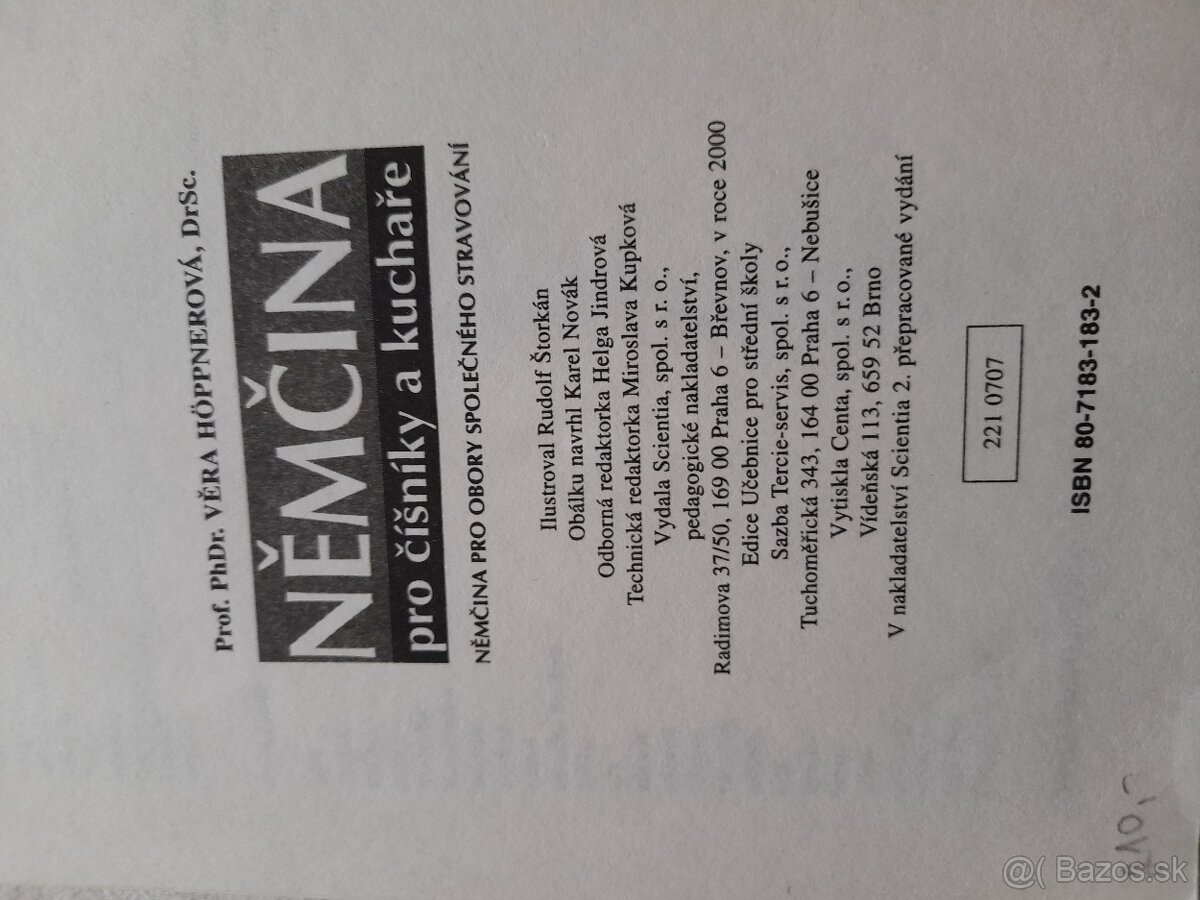 Prof. PhDr. VĚRA HÖPPNEROVÁ, DrSc.
NĚMČINA
pro číšníky a kuchaře
NĚMČINA PRO OBORY SPOLEČNÉHO STRAVOVÁNÍ
Ilustroval Rudolf Štorkán
Obálku navrhl Karel Novák
Odborná redaktorka Helga Jindrová
Technická redaktorka Miroslava Kupková
Vydala Scientia, spol. s r. o.,
pedagogické nakladatelství,
Radimova 37/50, 169 00 Praha 6 – Břevnov, v roce 2000
Edice Učebnice pro střední školy
Sazba Tercie-servis, spol. s r. o.,
Tuchoměřická 343, 164 00 Praha 6 – Nebušice
Vytiskla Centa, spol. s r. o.,
Vídeňská 113, 659 52 Brno
V nakladatelství Scientia 2. přepracované vydání
221 0707
ISBN 80-7183-183-2
210,-
@( Bazos.sk